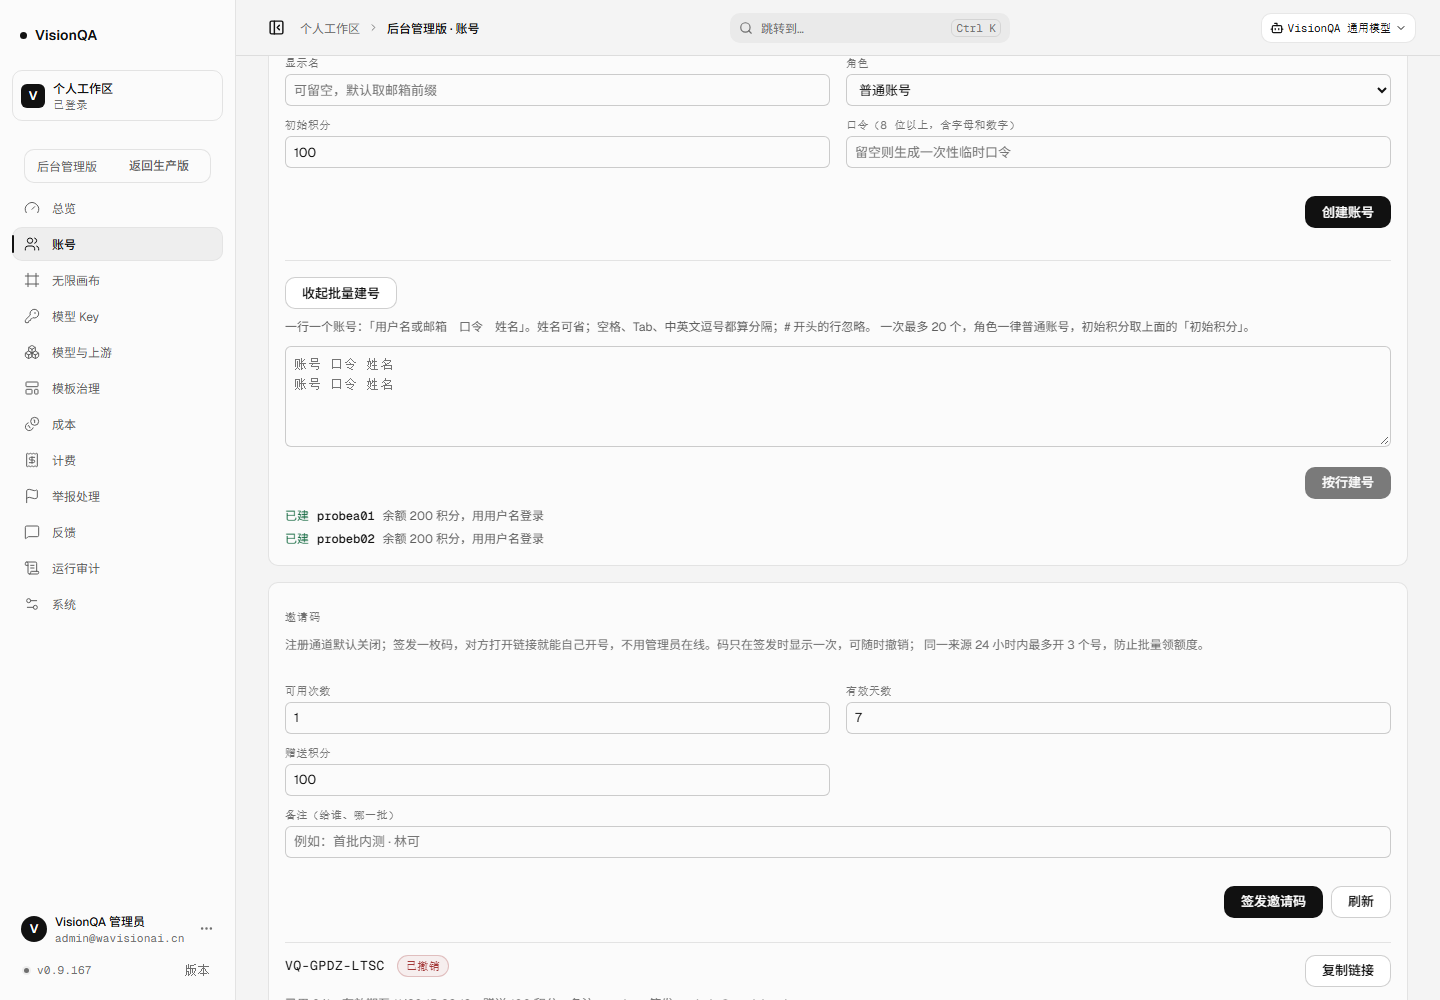 VisionQA
个人工作区
已登录
后台管理版
返回生产版
总览
账号
无限画布
模型 Key
模型与上游
模板治理
成本
计费
举报处理
反馈
运行审计
系统
VisionQA 管理员
admin@wavisionai.cn
v0.9.167
版本
个人工作区
后台管理版 · 账号
跳转到...
Ctrl K
VisionQA 通用模型
显示名
可留空，默认取邮箱前缀
角色
普通账号
初始积分
100
口令（8 位以上，含字母和数字）
留空则生成一次性临时口令
创建账号
收起批量建号
一行一个账号：「用户名或邮箱　口令　姓名」。姓名可省；空格、Tab、中英文逗号都算分隔；# 开头的行忽略。 一次最多 20 个，角色一律普通账号，初始积分取上面的「初始积分」。
账号 口令 姓名
账号 口令 姓名
按行建号
已建 probea01 余额 200 积分，用用户名登录
已建 probeb02 余额 200 积分，用用户名登录
邀请码
注册通道默认关闭；签发一枚码，对方打开链接就能自己开号，不用管理员在线。码只在签发时显示一次，可随时撤销； 同一来源 24 小时内最多开 3 个号，防止批量领额度。
可用次数
1
有效天数
7
赠送积分
100
备注（给谁、哪一批）
例如：首批内测 · 林可
签发邀请码
刷新
VQ-GPDZ-LTSC
已撤销
复制链接